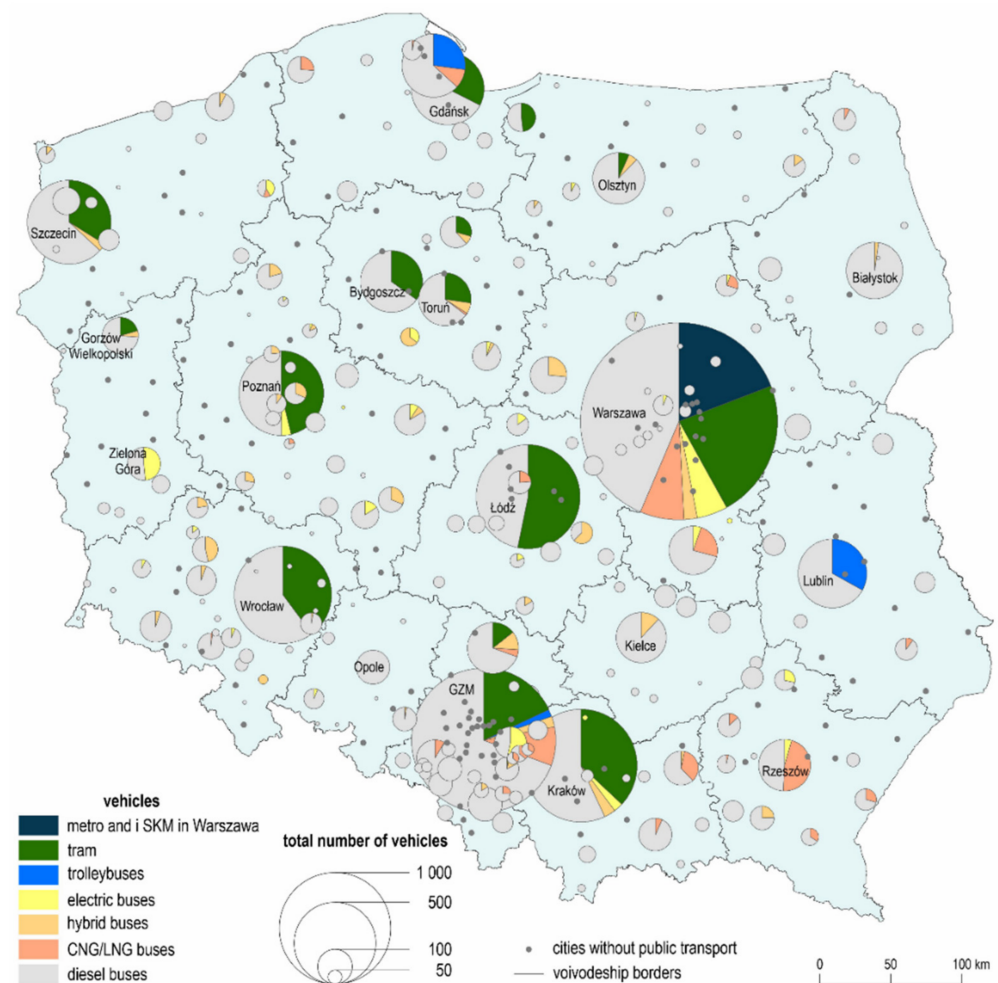 Gdańsk
Olsztyn
Szczecin
Białystok
Bydgoszcz
Toruń
Gorzów
Wielkopolski
Poznań
Warszawa
Zielona
Góra
Łódź
Lublin
Wrocław
Kielce
Opole
GZM
Kraków
Rzeszów
vehicles
metro and i SKM in Warszawa
tram
trolleybuses
electric buses
hybrid buses
CNG/LNG buses
diesel buses
total number of vehicles
1 000
500
100
50
cities without public transport
voivodeship borders
0 50 100 km